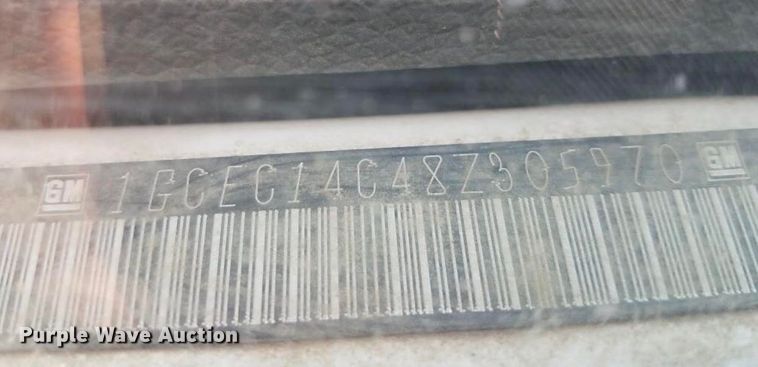 GM 1GCEC14C48Z305970 GM
Purple Wave Auction